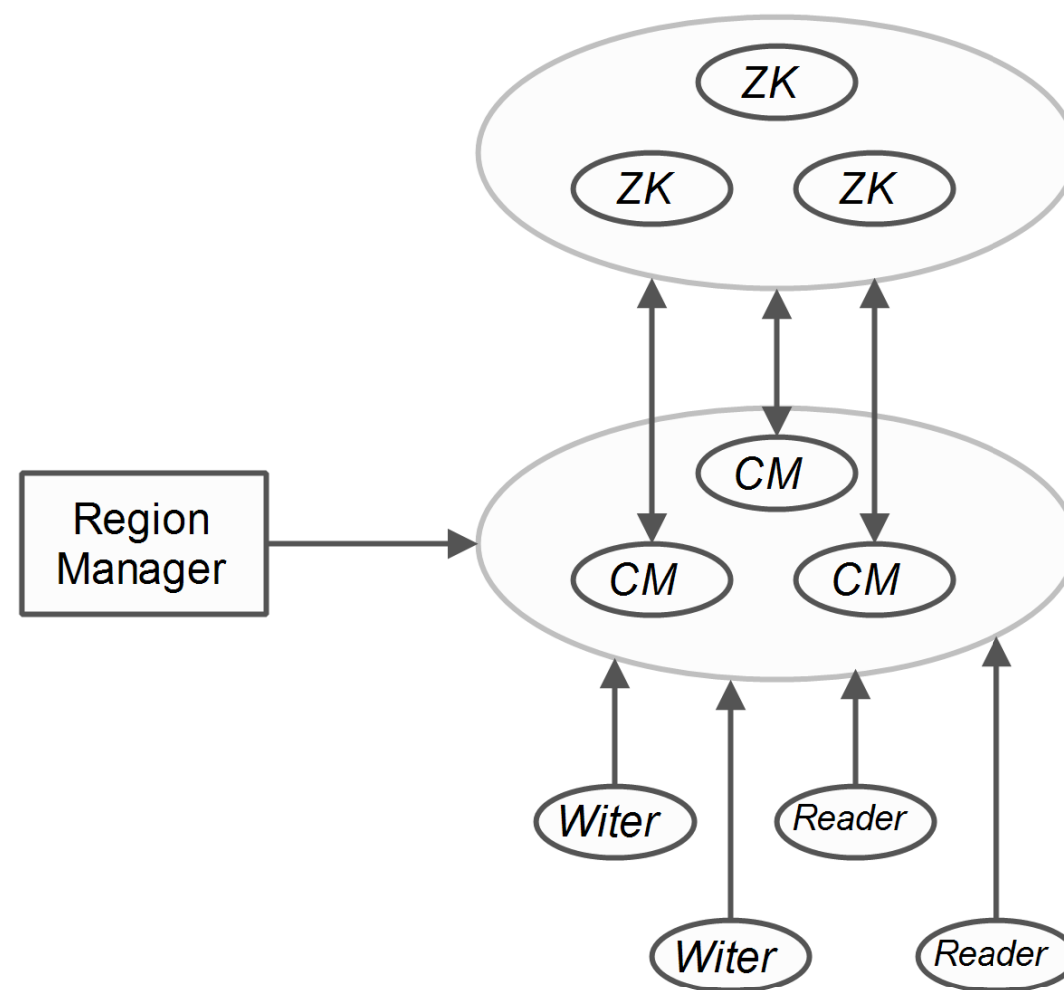 ZK
ZK
ZK
CM
Region
Manager
CM
CM
Witer
Reader
Witer
Reader